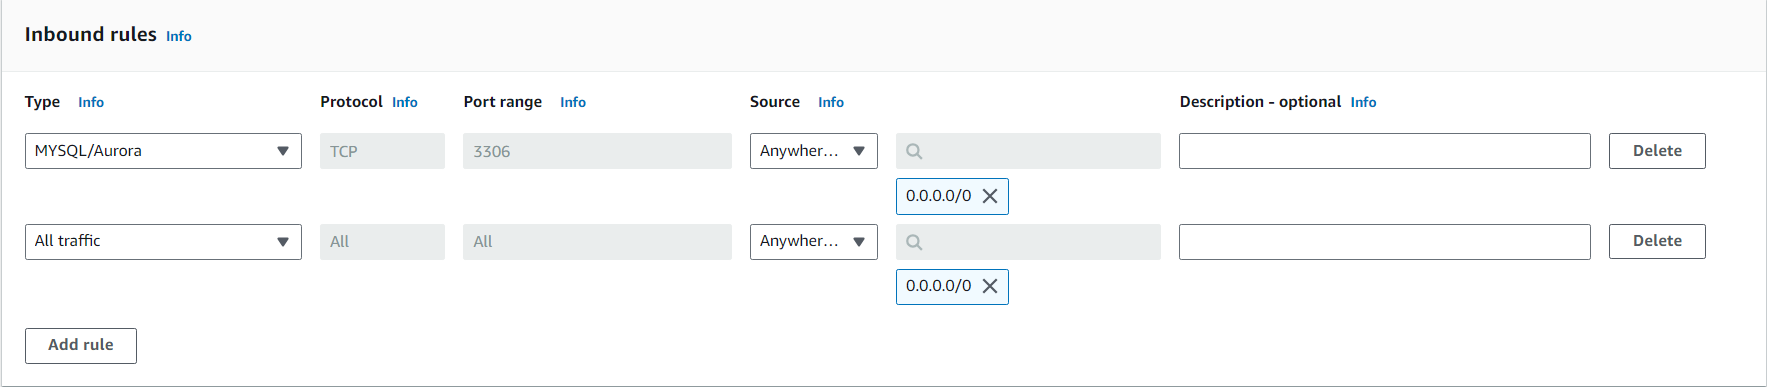 Inbound rules Info
Type Info Protocol Info Port range Info Source Info Description - optional Info
MYSQL/Aurora TCP 3306 Anywher... Delete
0.0.0.0/0
All traffic All All Anywher... Delete
0.0.0.0/0
Add rule